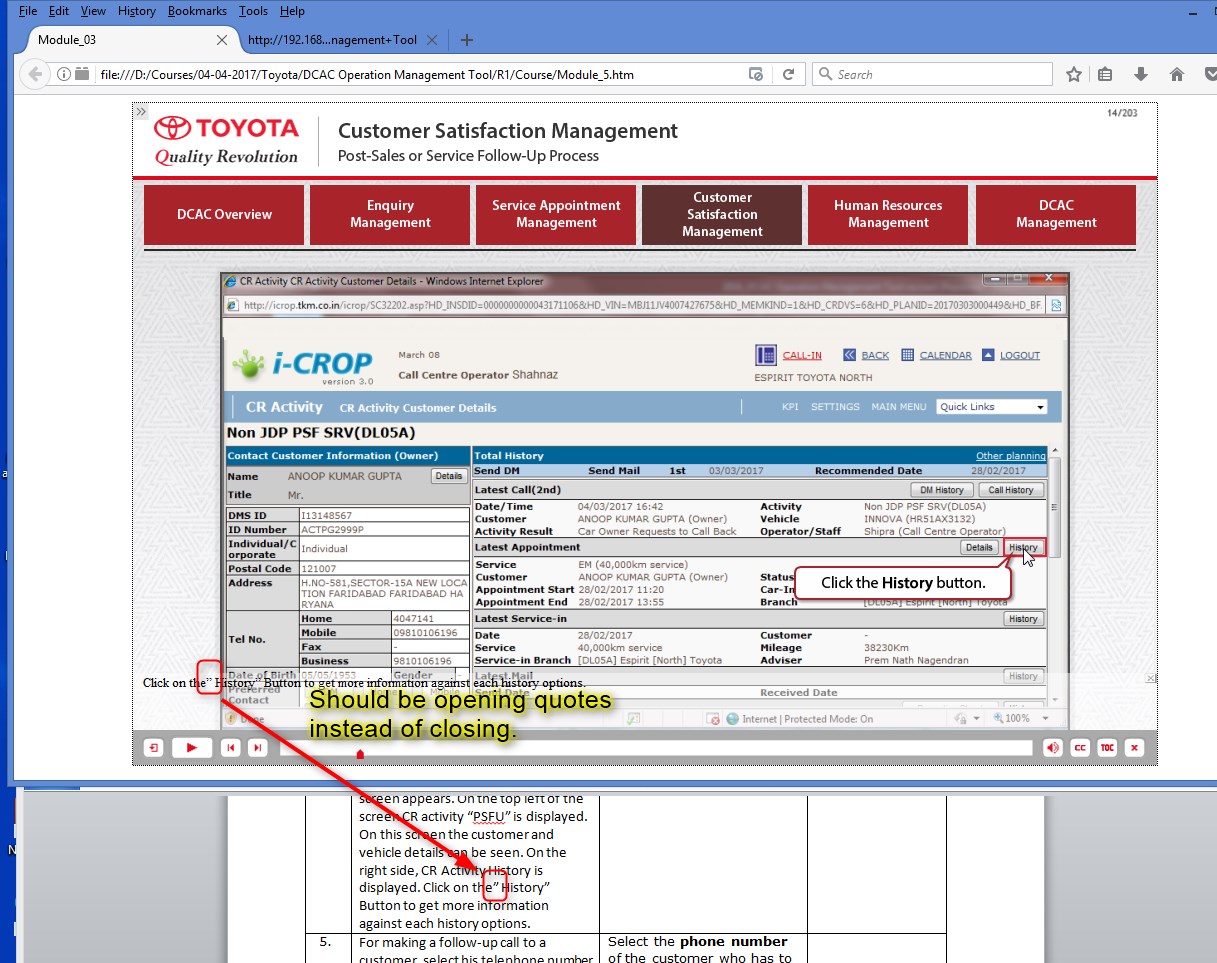 File Edit View History Bookmarks Tools Help
Module_03
http://192.168...nagement+Tool
file:///D:/Courses/04-04-2017/Toyota/DCAC Operation Management Tool/R1/Course/Module_5.htm
Search
14/203
TOYOTA
Quality Revolution
Customer Satisfaction Management
Post-Sales or Service Follow-Up Process
DCAC Overview
Enquiry
Management
Service Appointment
Management
Customer
Satisfaction
Management
Human Resources
Management
DCAC
Management
CR Activity CR Activity Customer Details - Windows Internet Explorer
http://icrop.tkm.co.in/icrop/SC32202.asp?HD_INSDID=000000000043171106&HD_VIN=MBJ11JV4007427675&HD_MEMKIND=1&HD_CRDVS=6&HD_PLANID=20170303000449&HD_BF
i-CROP
version 3.0
March 08
Call Centre Operator Shahnaz
CALL-IN BACK CALENDAR LOGOUT
ESPIRIT TOYOTA NORTH
CR Activity CR Activity Customer Details
KPI SETTINGS MAIN MENU Quick Links
Non JDP PSF SRV(DL05A)
Contact Customer Information (Owner)
Name ANOOP KUMAR GUPTA Details
Title Mr.
DMS ID I13148567
ID Number ACTPG2999P
Individual/C
orporate Individual
Postal Code 121007
Address H.NO-581,SECTOR-15A NEW LOCA
TION FARIDABAD FARIDABAD HA
RYANA
Tel No.
Home 4047141
Mobile 09810106196
Fax -
Business 9810106196
Date of Birth 05/05/1953 Gender -
Preferred
Contact
Total History Other planning
Send DM Send Mail 1st 03/03/2017 Recommended Date 28/02/2017
Latest Call(2nd) DM History Call History
Date/Time 04/03/2017 16:42 Activity Non JDP PSF SRV(DL05A)
Customer ANOOP KUMAR GUPTA (Owner) Vehicle INNOVA (HR51AX3132)
Activity Result Car Owner Requests to Call Back Operator/Staff Shipra (Call Centre Operator)
Latest Appointment Details History
Service EM (40,000km service)
Customer ANOOP KUMAR GUPTA (Owner) Status
Appointment Start 28/02/2017 11:20 Car-In
Appointment End 28/02/2017 13:55 Branch [DL05A] Espirit [North] Toyota
Click the History button.
Latest Service-in History
Date 28/02/2017 Customer -
Service 40,000km service Mileage 38230Km
Service-in Branch [DL05A] Espirit [North] Toyota Adviser Prem Nath Nagendran
Latest Mail History
Send Date Received Date
Click on the” History” Button to get more information against each history options.
Should be opening quotes
instead of closing.
Done
Internet | Protected Mode: On
100%
CC TOC
screen appears. On the top left of the
screen CR activity “PSFU” is displayed.
On this screen the customer and
vehicle details can be seen. On the
right side, CR Activity History is
displayed. Click on the” History”
Button to get more information
against each history options.
5. For making a follow-up call to a
customer, select his telephone number
Select the phone number
of the customer who has to